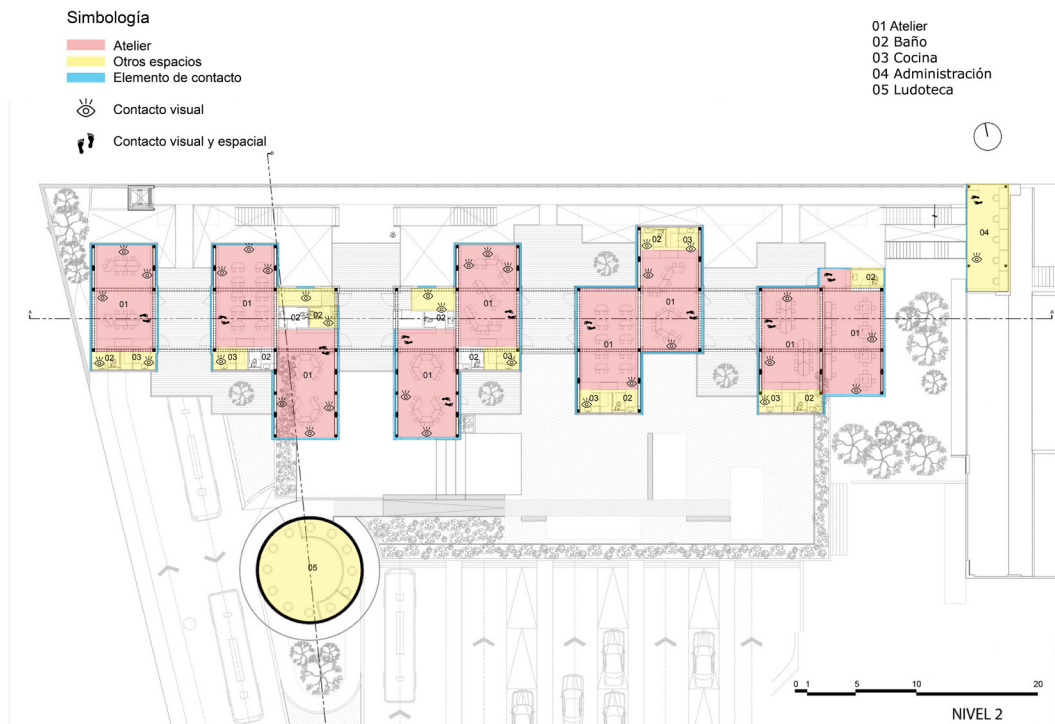 Simbología
Atelier
Otros espacios
Elemento de contacto
Contacto visual
Contacto visual y espacial
01 Atelier
02 Baño
03 Cocina
04 Administración
05 Ludoteca
04
02 03
02
01 01 01 01
02 02 02
01 01 01
02 03 03 02 01 01 02 03
03 02 03 02
05
0 1 5 10 20
NIVEL 2